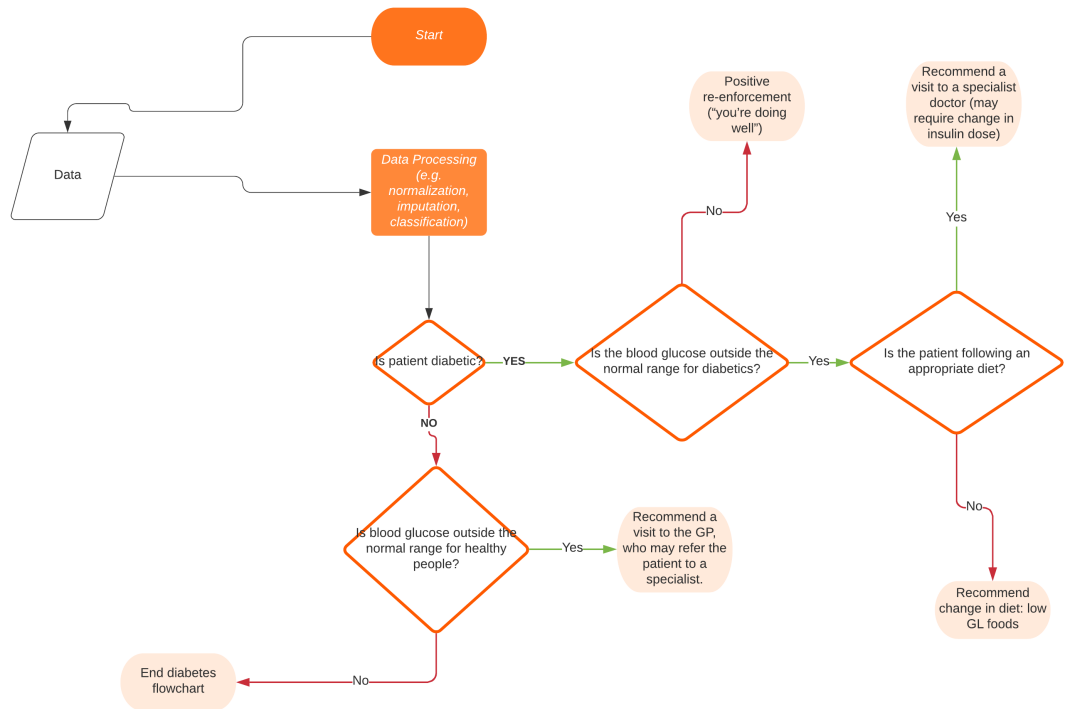 Start
Data
Data Processing
(e.g.
normalization,
imputation,
classification)
Positive
re-enforcement
(“you’re doing
well”)
Recommend a
visit to a specialist
doctor (may
require change in
insulin dose)
No
Yes
Is patient diabetic?
YES
Is the blood glucose outside the
normal range for diabetics?
Yes
Is the patient following an
appropriate diet?
NO
Is blood glucose outside the
normal range for healthy
people?
Yes
Recommend a
visit to the GP,
who may refer the
patient to a
specialist.
No
Recommend
change in diet: low
GL foods
No
End diabetes
flowchart